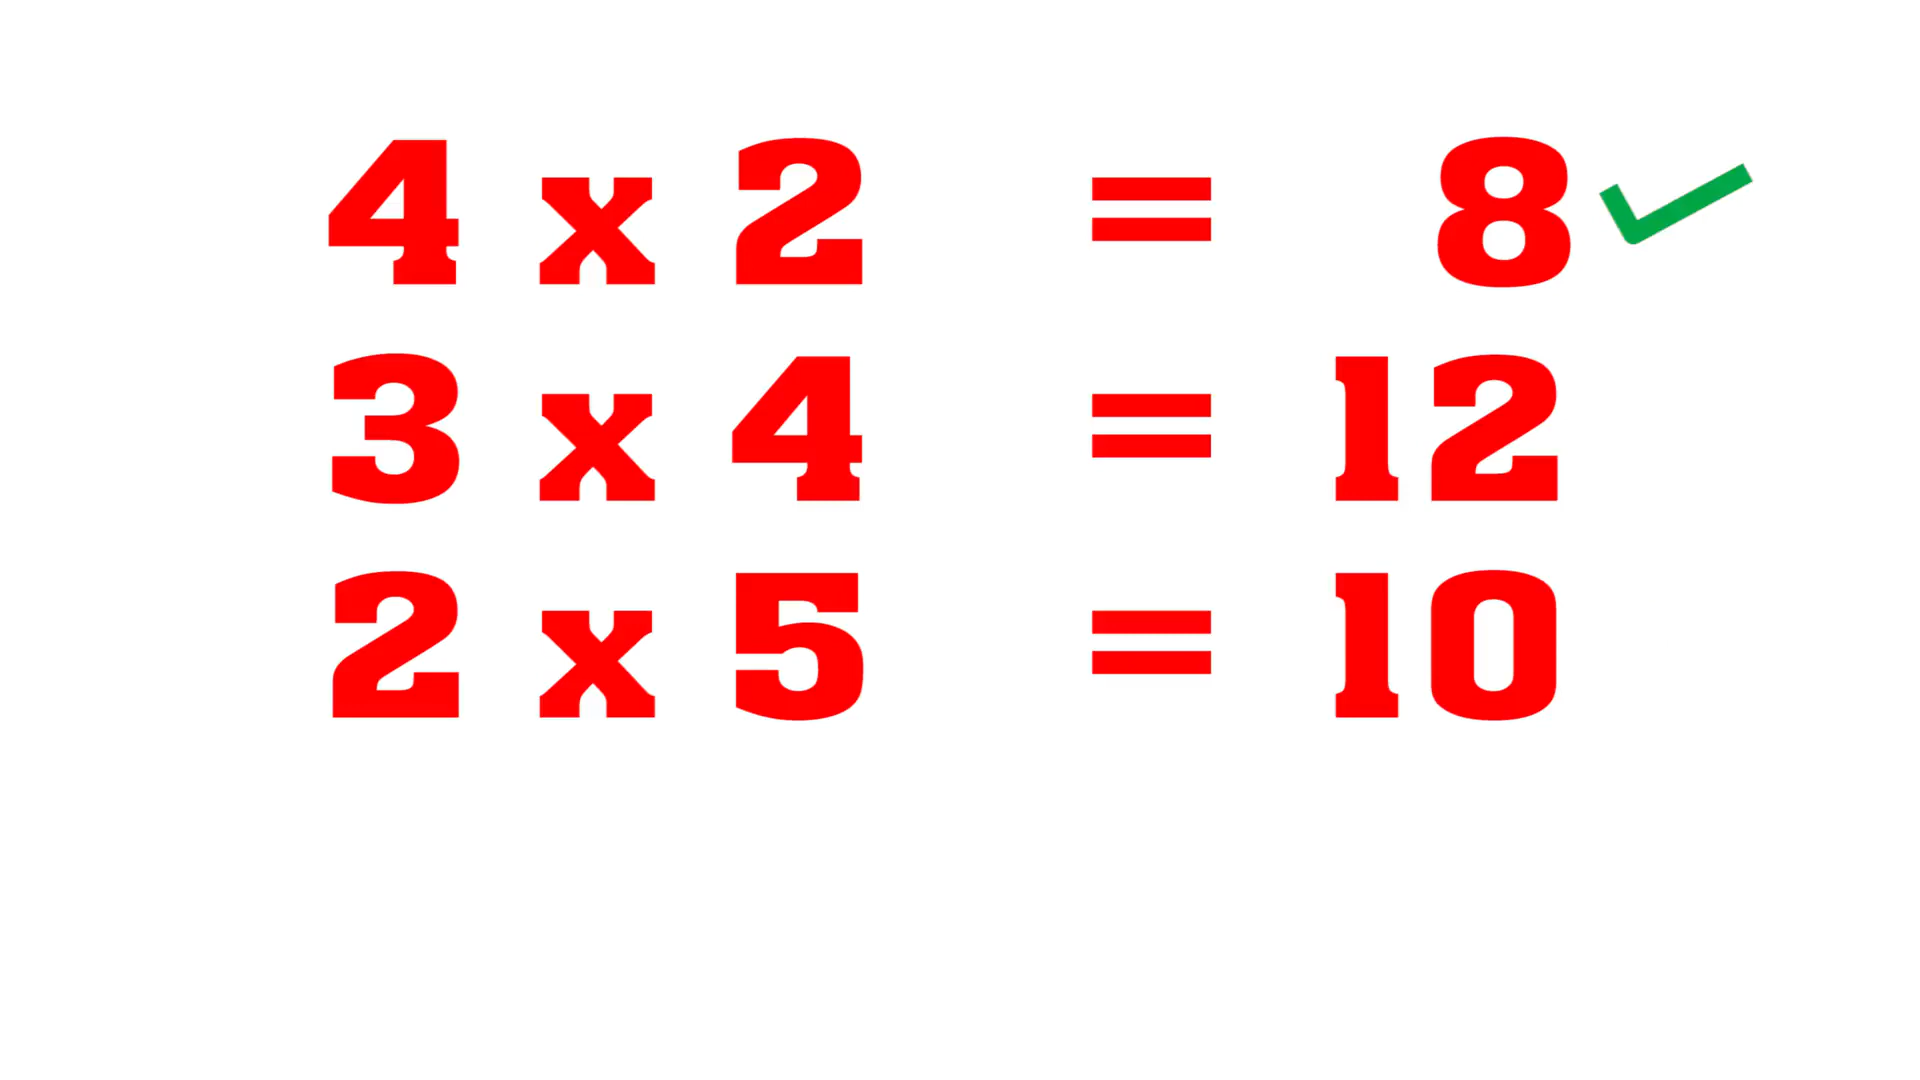 4 x 2 = 8 ✓
3 x 4 = 12
2 x 5 = 10